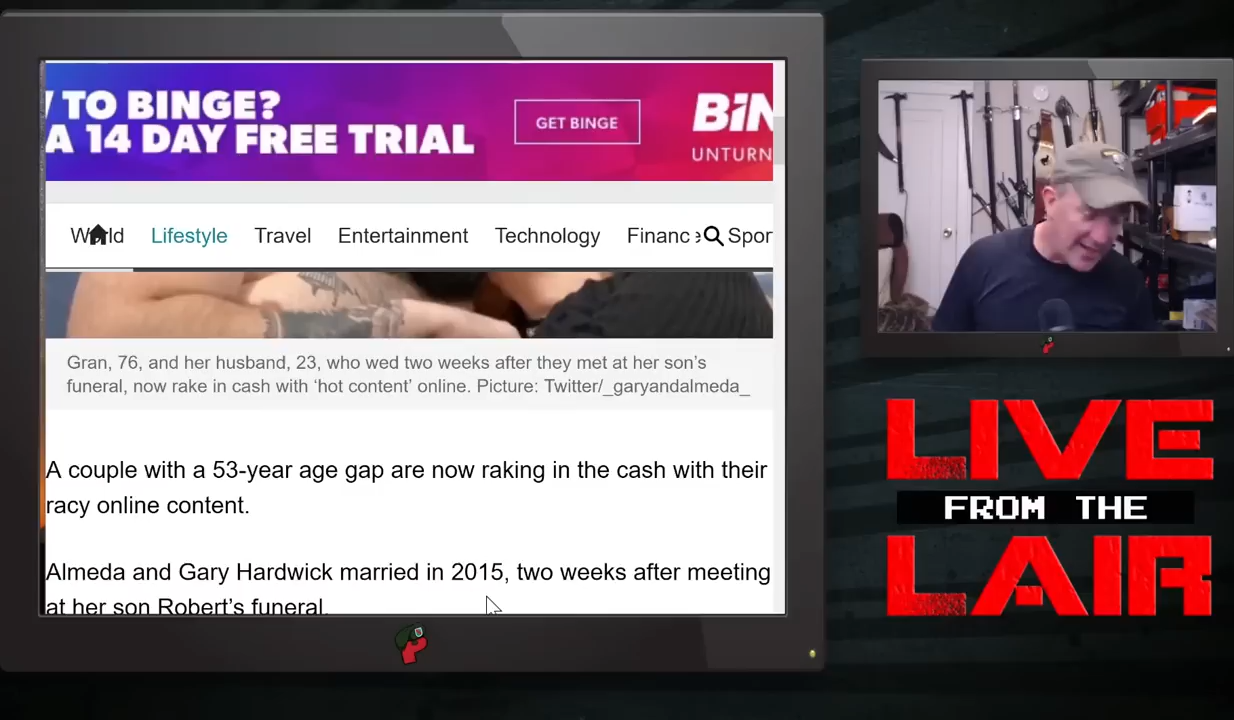 TO BINGE?
A 14 DAY FREE TRIAL
GET BINGE
BiN
UNTURN
World Lifestyle Travel Entertainment Technology Financ Spor
Gran, 76, and her husband, 23, who wed two weeks after they met at her son's
funeral, now rake in cash with ‘hot content’ online. Picture: Twitter/_garyandalmeda_
A couple with a 53-year age gap are now raking in the cash with their
racy online content.
Almeda and Gary Hardwick married in 2015, two weeks after meeting
at her son Robert’s funeral.
LIVE
FROM THE
LAIR